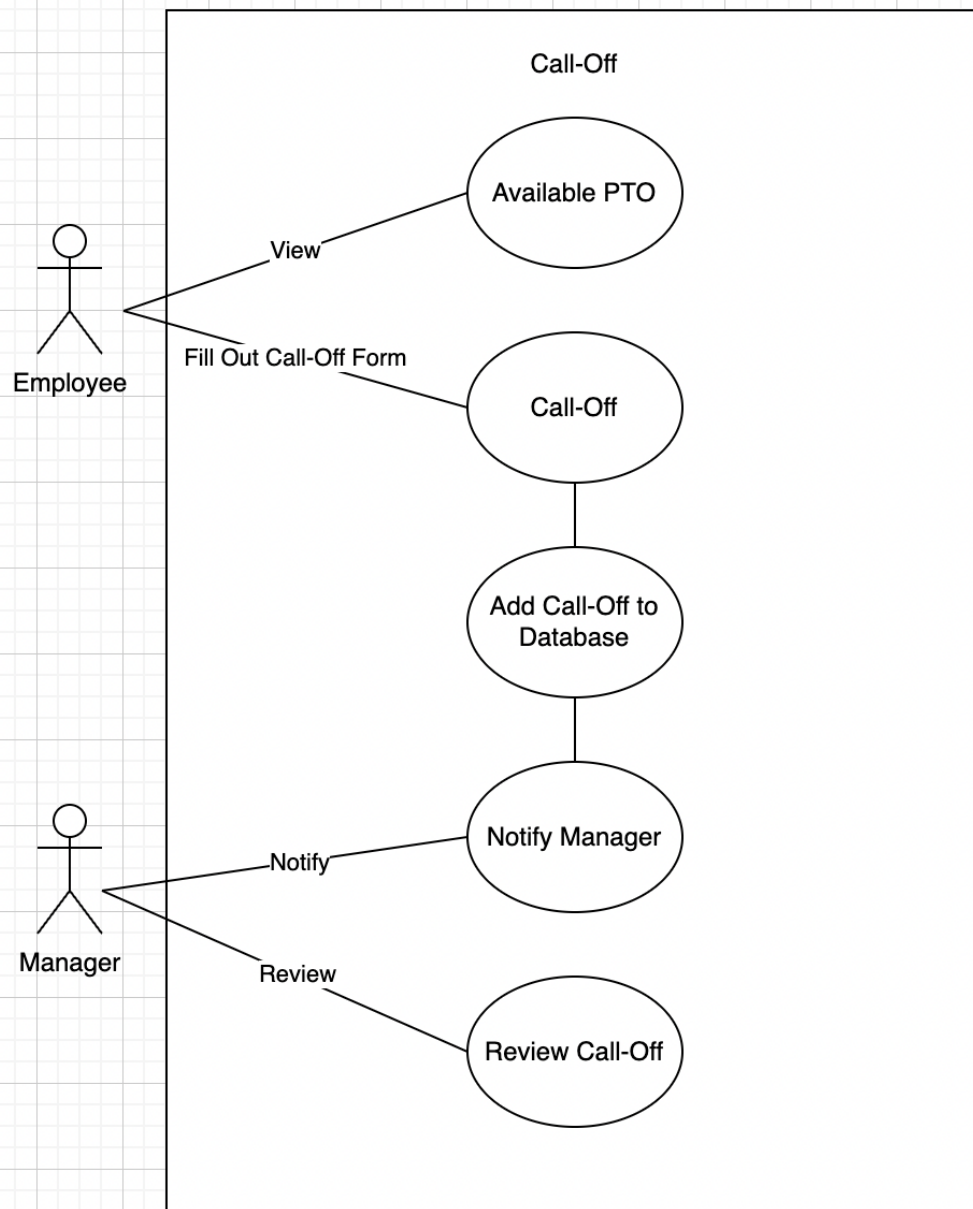 Call-Off
Available PTO
View
Employee
Fill Out Call-Off Form
Call-Off
Add Call-Off to
Database
Notify Manager
Notify
Manager
Review
Review Call-Off